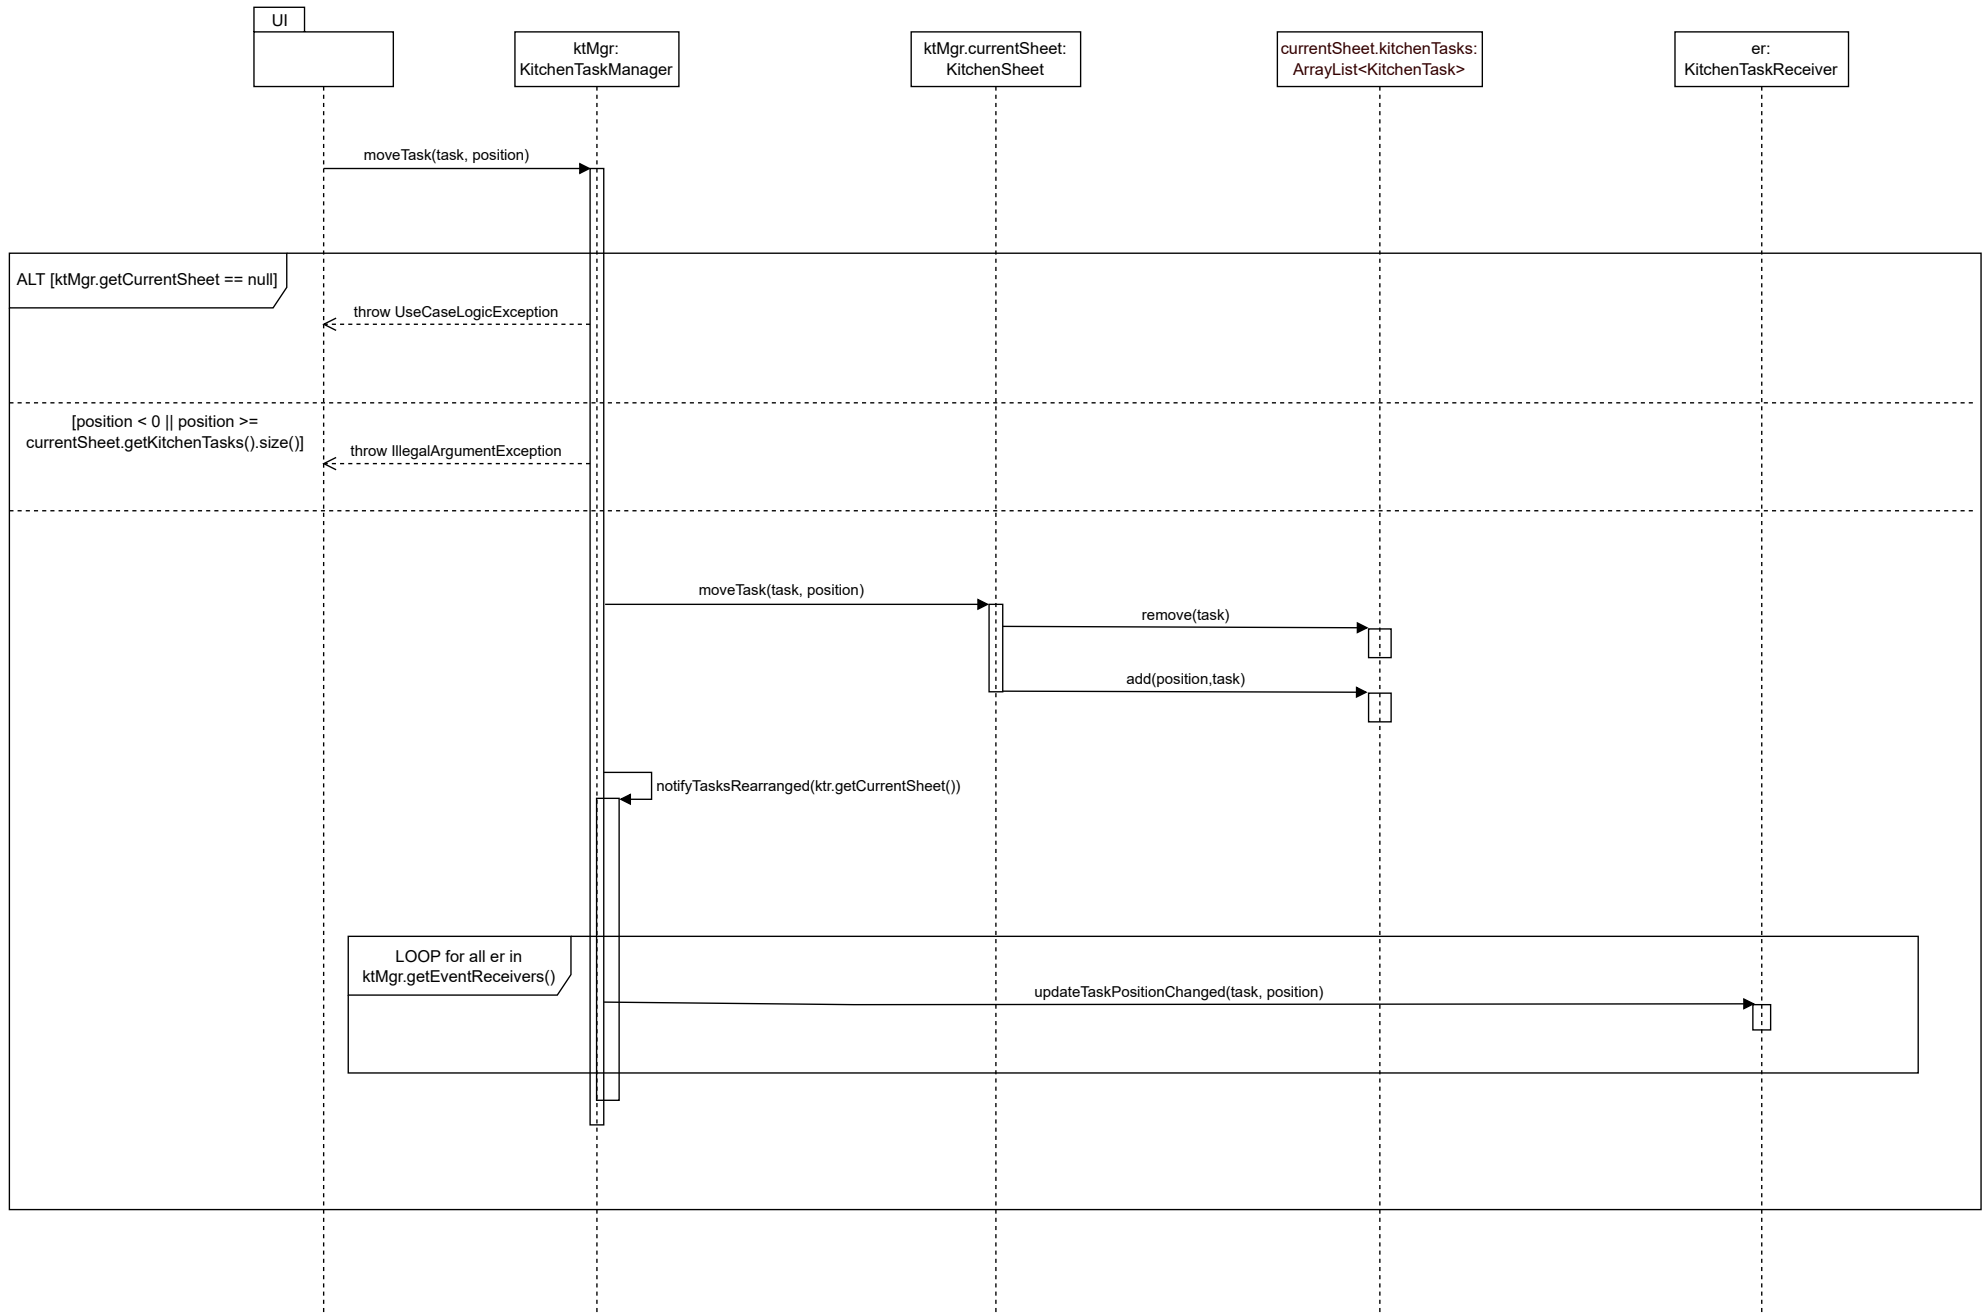 UI
ktMgr:
KitchenTaskManager
ktMgr.currentSheet:
KitchenSheet
currentSheet.kitchenTasks:
ArrayList<KitchenTask>
er:
KitchenTaskReceiver
moveTask(task, position)
ALT [ktMgr.getCurrentSheet == null]
throw UseCaseLogicException
[position < 0 || position >=
currentSheet.getKitchenTasks().size()]
throw IllegalArgumentException
moveTask(task, position)
remove(task)
add(position,task)
notifyTasksRearranged(ktr.getCurrentSheet())
LOOP for all er in
ktMgr.getEventReceivers()
updateTaskPositionChanged(task, position)